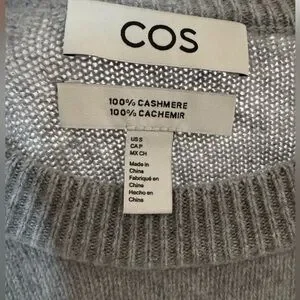 COS
100% CASHMERE
100% CACHEMIR
US S
CA P
MX CH
Made in
China
Fabriqué en
Chine
Hecho en
China